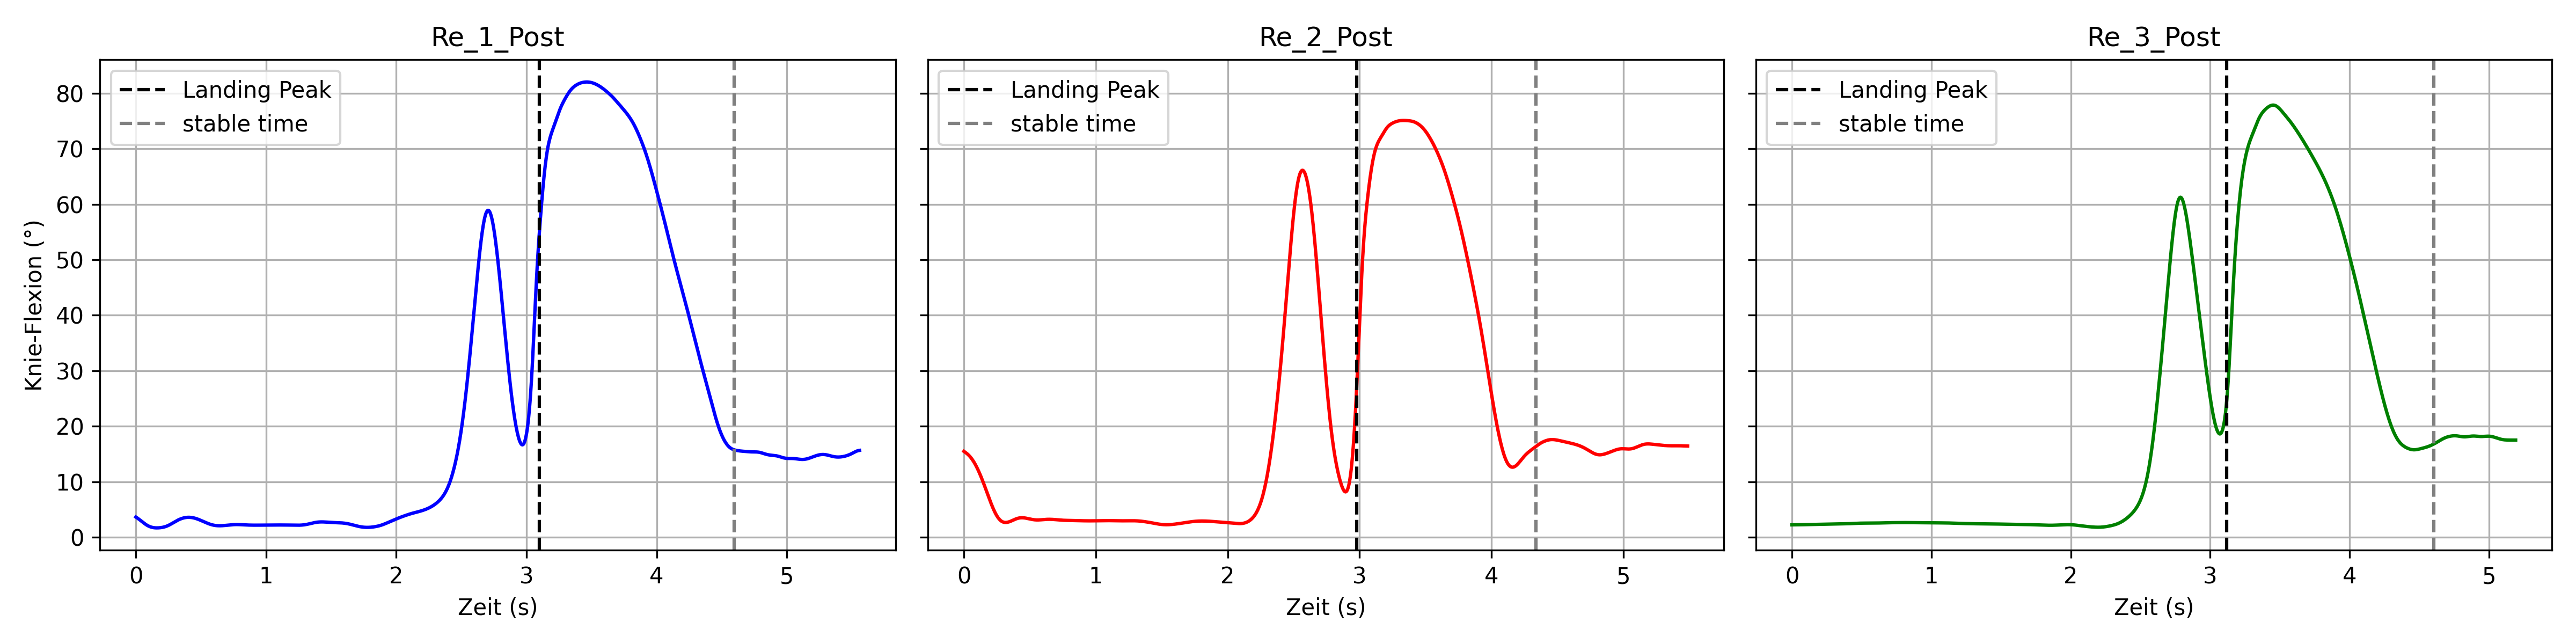 Re_1_Post
Re_2_Post
Re_3_Post
Landing Peak
stable time
Landing Peak
stable time
Landing Peak
stable time
Knie-Flexion (°)
80
70
60
50
40
30
20
10
0
0 1 2 3 4 5
0 1 2 3 4 5
0 1 2 3 4 5
Zeit (s)
Zeit (s)
Zeit (s)